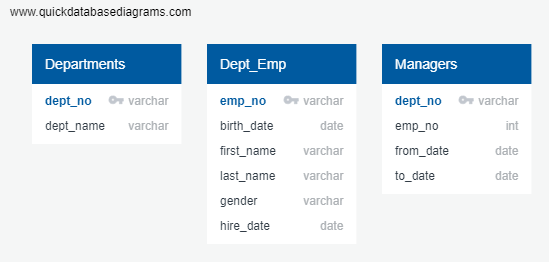 www.quickdatabasediagrams.com
Departments
dept_no varchar
dept_name varchar
Dept_Emp
emp_no varchar
birth_date date
first_name varchar
last_name varchar
gender varchar
hire_date date
Managers
dept_no varchar
emp_no int
from_date date
to_date date